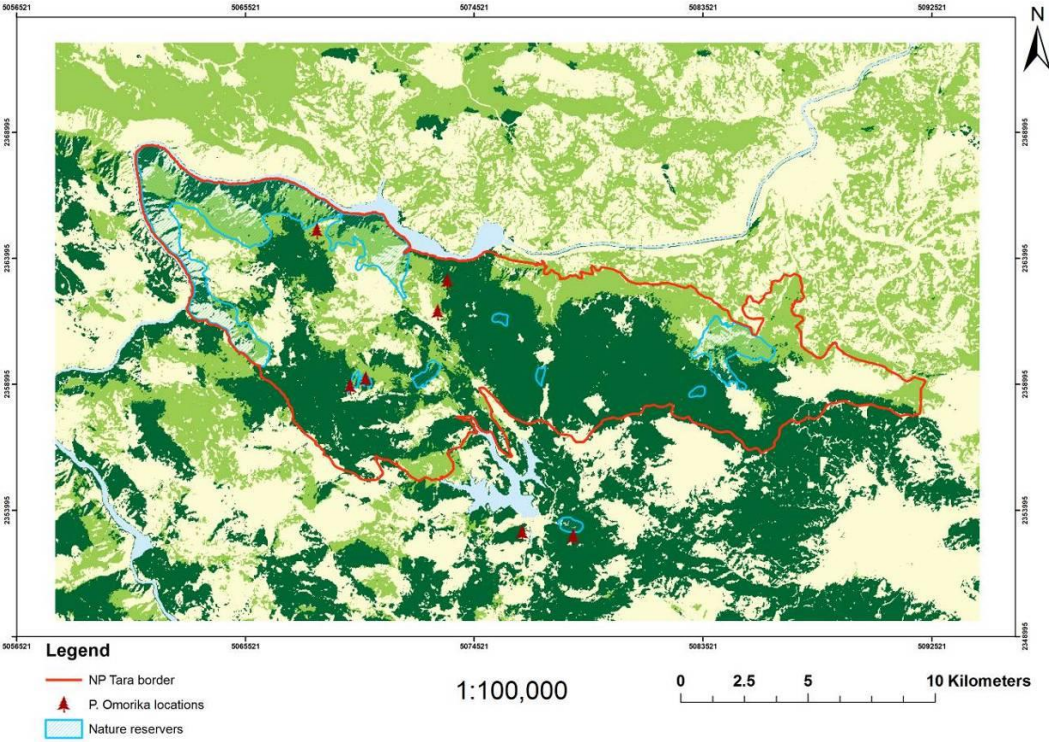 5056521 5065521 5074521 5083521 5092521
N
2368995 2368995
2363995 2363995
2358995 2358995
2353995 2353995
2348995
5056521 5065521 5074521 5083521 5092521
Legend
NP Tara border
P. Omorika locations
Nature reservers
1:100,000
0 2.5 5 10 Kilometers